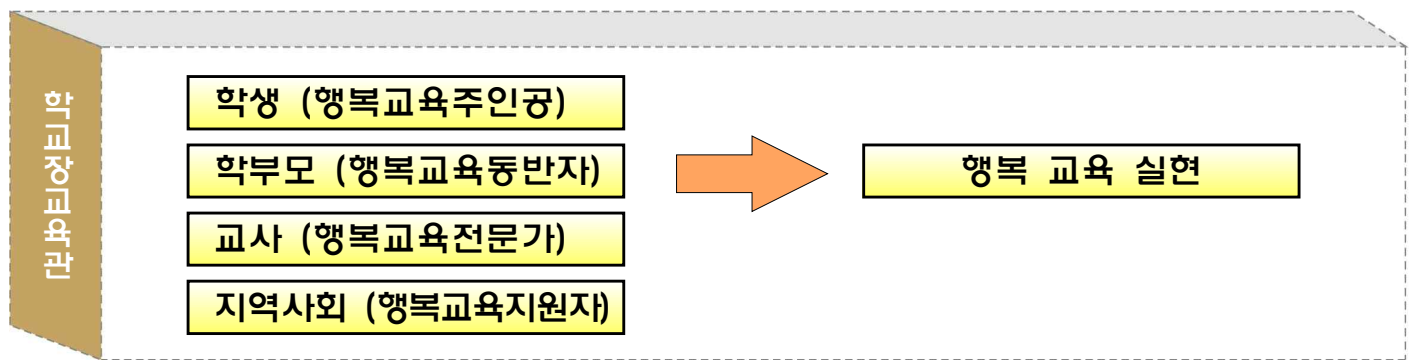 학교장교육관
학생 (행복교육주인공)
학부모 (행복교육동반자)
교사 (행복교육전문가)
지역사회 (행복교육지원자)
행복 교육 실현